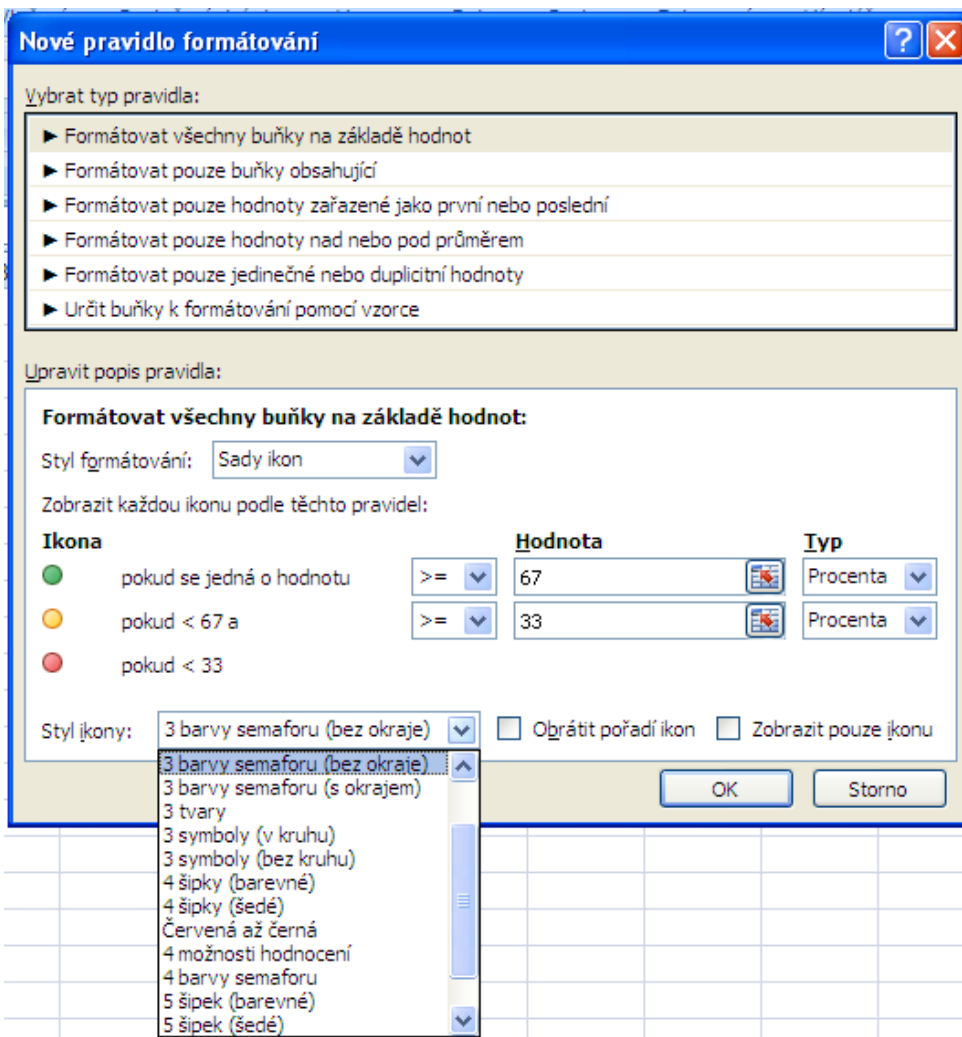 Nové pravidlo formátování
Vybrat typ pravidla:
► Formátovat všechny buňky na základě hodnot
► Formátovat pouze buňky obsahující
► Formátovat pouze hodnoty zařazené jako první nebo poslední
► Formátovat pouze hodnoty nad nebo pod průměrem
► Formátovat pouze jedinečné nebo duplicitní hodnoty
► Určit buňky k formátování pomocí vzorce
Upravit popis pravidla:
Formátovat všechny buňky na základě hodnot:
Styl formátování: Sady ikon
Zobrazit každou ikonu podle těchto pravidel:
Ikona Hodnota Typ
pokud se jedná o hodnotu >= 67 Procenta
pokud < 67 a >= 33 Procenta
pokud < 33
Styl ikony: 3 barvy semaforu (bez okraje) Obrátit pořadí ikon Zobrazit pouze ikonu
3 barvy semaforu (bez okraje)
3 barvy semaforu (s okrajem)
3 tvary
3 symboly (v kruhu)
3 symboly (bez kruhu)
4 šipky (barevné)
4 šipky (šedé)
Červená až černá
4 možnosti hodnocení
4 barvy semaforu
5 šipek (barevné)
5 šipek (šedé)
OK Storno